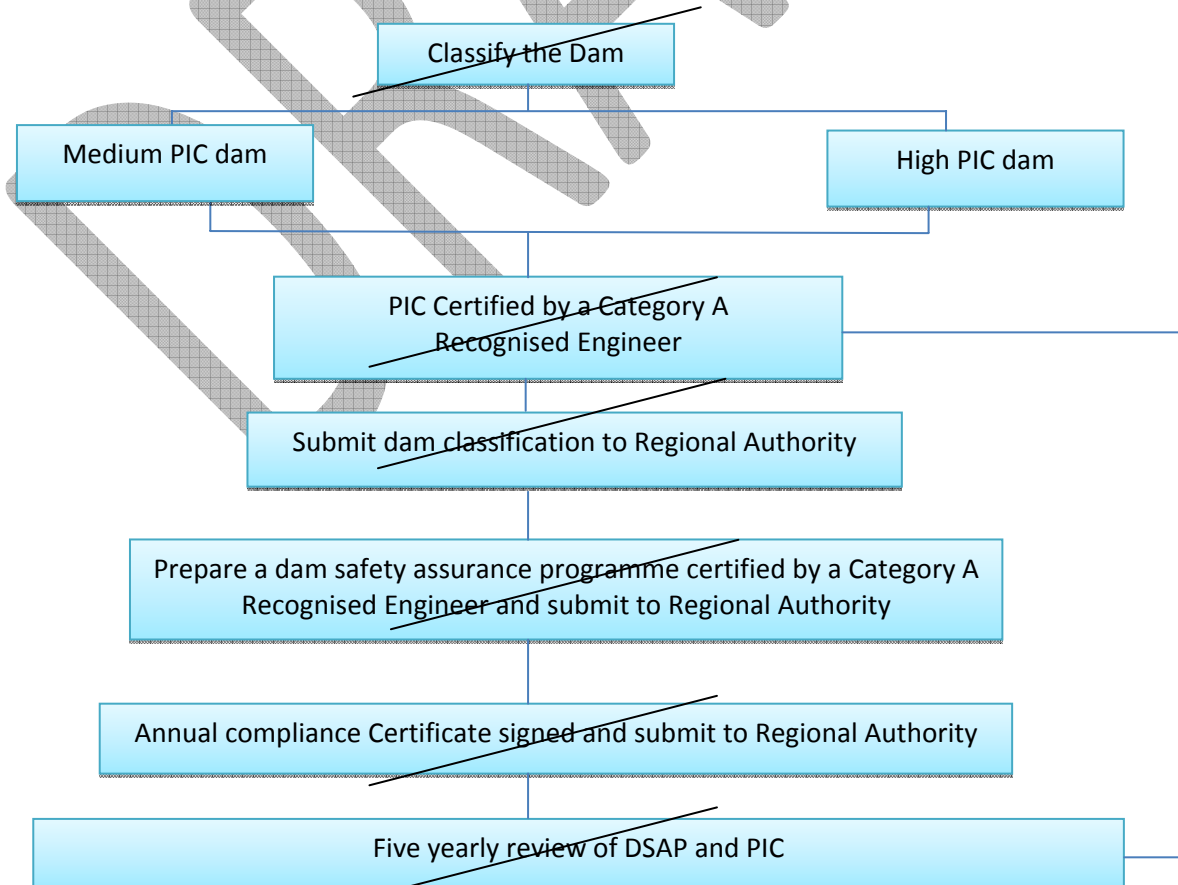 Classify the Dam
Medium PIC dam
High PIC dam
PIC Certified by a Category A
Recognised Engineer
Submit dam classification to Regional Authority
Prepare a dam safety assurance programme certified by a Category A
Recognised Engineer and submit to Regional Authority
Annual compliance Certificate signed and submit to Regional Authority
Five yearly review of DSAP and PIC